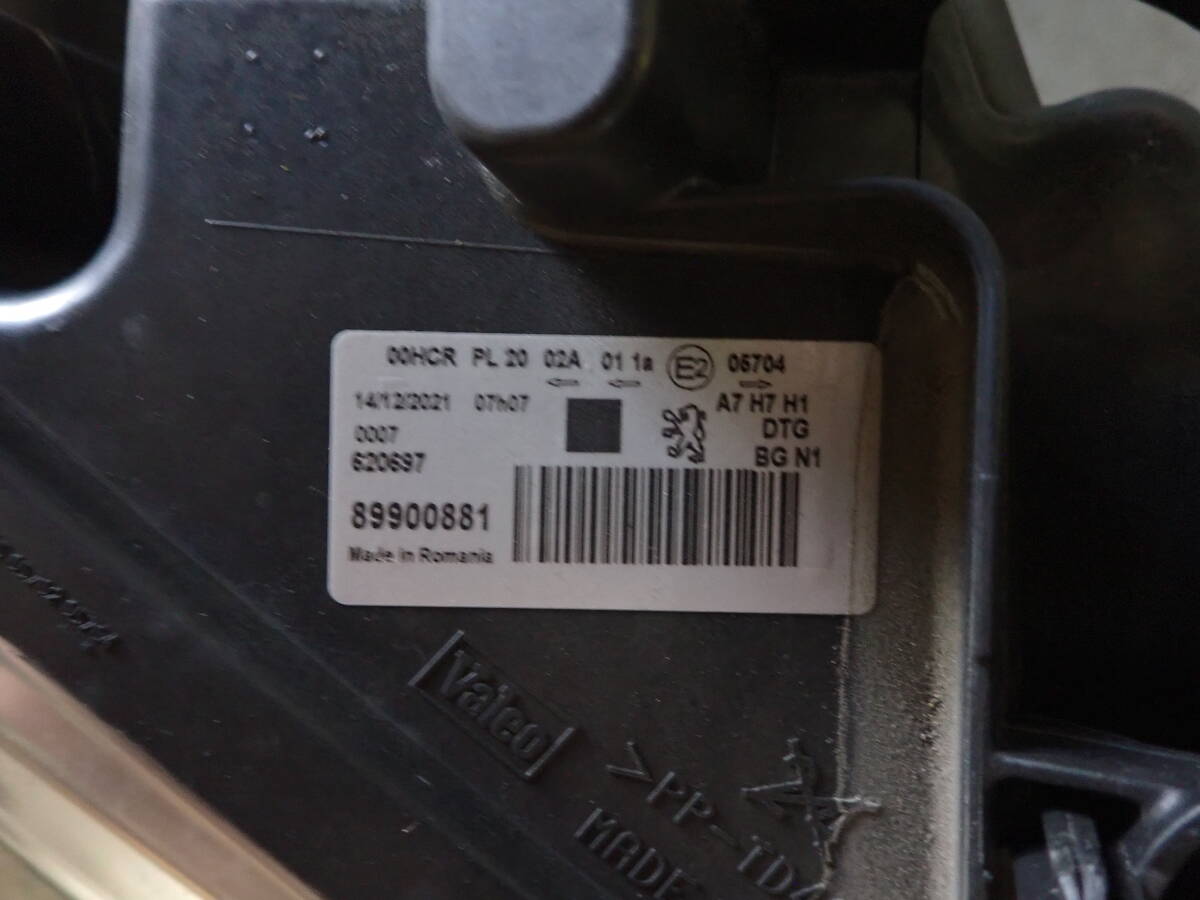 00HCR PL 20 02A 01 1a E2 05704
14/12/2021 07h07
A7 H7 H1
0007
DTG
620697
BG N1
89900881
Made in Romania
Valeo
>PP-TD
MADE